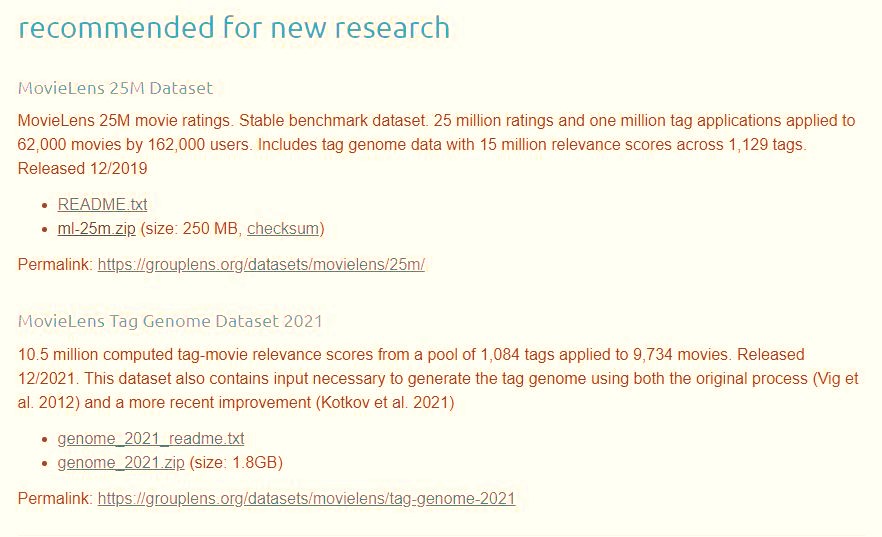 recommended for new research
MovieLens 25M Dataset
MovieLens 25M movie ratings. Stable benchmark dataset. 25 million ratings and one million tag applications applied to
62,000 movies by 162,000 users. Includes tag genome data with 15 million relevance scores across 1,129 tags.
Released 12/2019
• README.txt
• ml-25m.zip (size: 250 MB, checksum)
Permalink: https://grouplens.org/datasets/movielens/25m/
MovieLens Tag Genome Dataset 2021
10.5 million computed tag-movie relevance scores from a pool of 1,084 tags applied to 9,734 movies. Released
12/2021. This dataset also contains input necessary to generate the tag genome using both the original process (Vig et
al. 2012) and a more recent improvement (Kotkov et al. 2021)
• genome_2021_readme.txt
• genome_2021.zip (size: 1.8GB)
Permalink: https://grouplens.org/datasets/movielens/tag-genome-2021